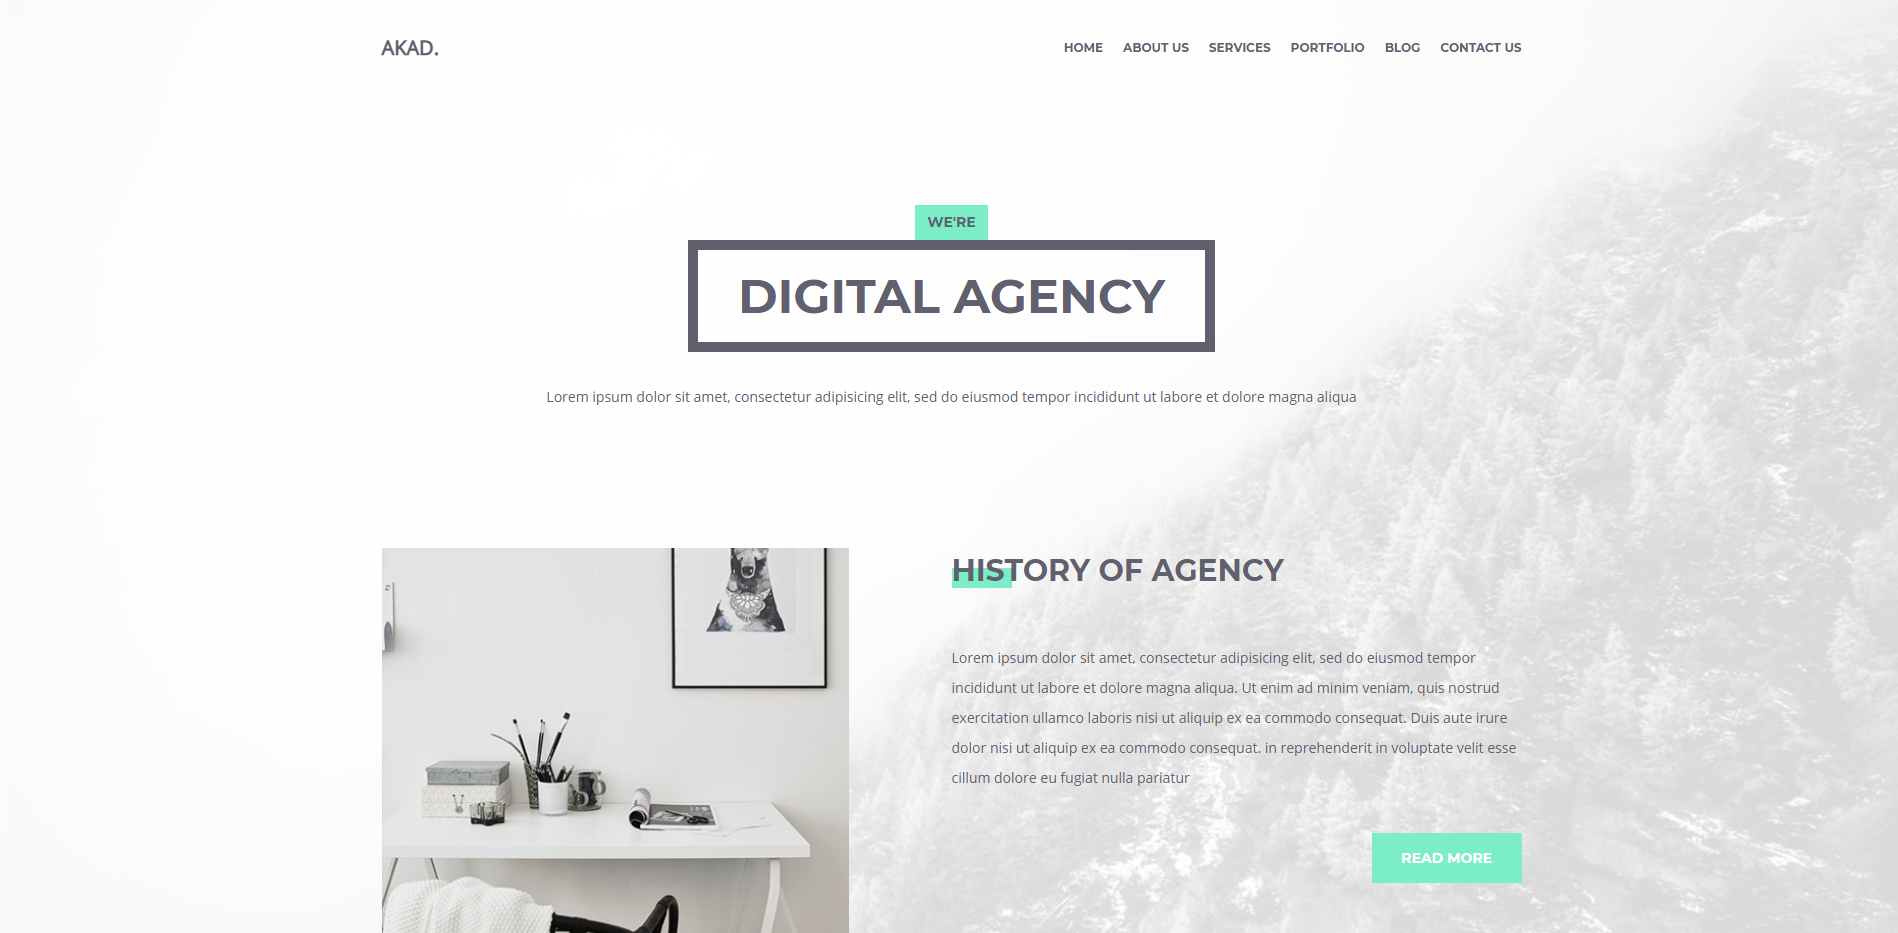 AKAD.
HOME ABOUT US SERVICES PORTFOLIO BLOG CONTACT US
WE'RE
DIGITAL AGENCY
Lorem ipsum dolor sit amet, consectetur adipisicing elit, sed do eiusmod tempor incididunt ut labore et dolore magna aliqua
HISTORY OF AGENCY
Lorem ipsum dolor sit amet, consectetur adipisicing elit, sed do eiusmod tempor
incididunt ut labore et dolore magna aliqua. Ut enim ad minim veniam, quis nostrud
exercitation ullamco laboris nisi ut aliquip ex ea commodo consequat. Duis aute irure
dolor nisi ut aliquip ex ea commodo consequat. in reprehenderit in voluptate velit esse
cillum dolore eu fugiat nulla pariatur
READ MORE